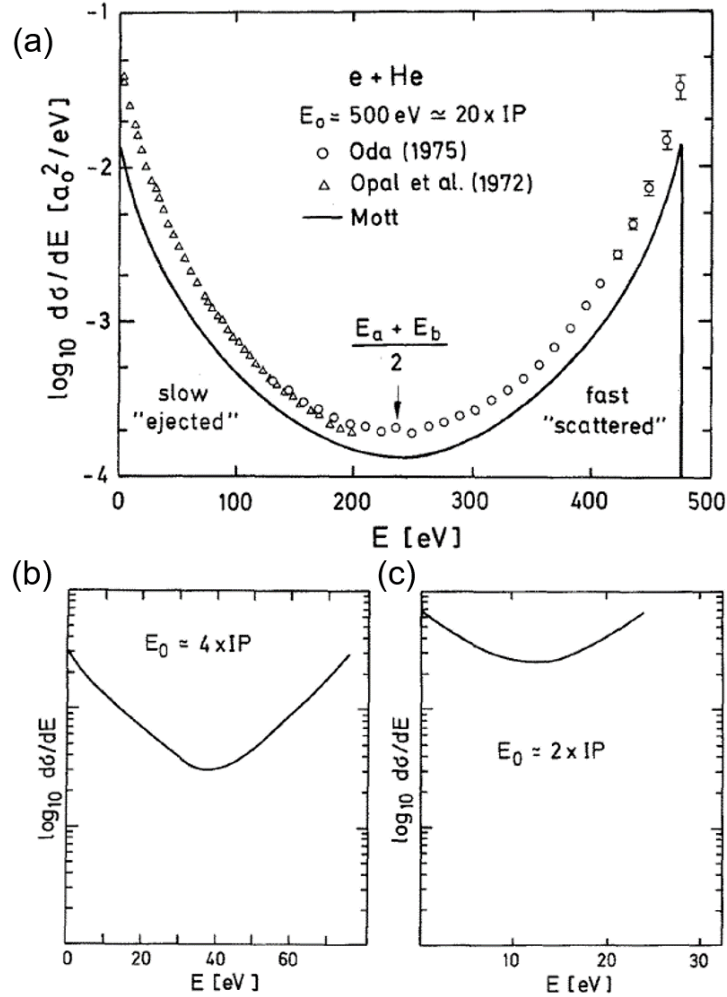 (a)
-1
-2
-3
-4
log₁₀ dσ/dE [a₀²/eV]
e + He
E₀ = 500 eV ≃ 20 x IP
○ Oda (1975)
△ Opal et al. (1972)
— Mott
Eₐ + E_b
2
slow
"ejected"
fast
"scattered"
0 100 200 300 400 500
E [eV]
(b)
E₀ ≃ 4 x IP
log₁₀ dσ/dE
0 20 40 60
E [eV]
(c)
E₀ ≃ 2 x IP
log₁₀ dσ/dE
10 20 30
E [eV]